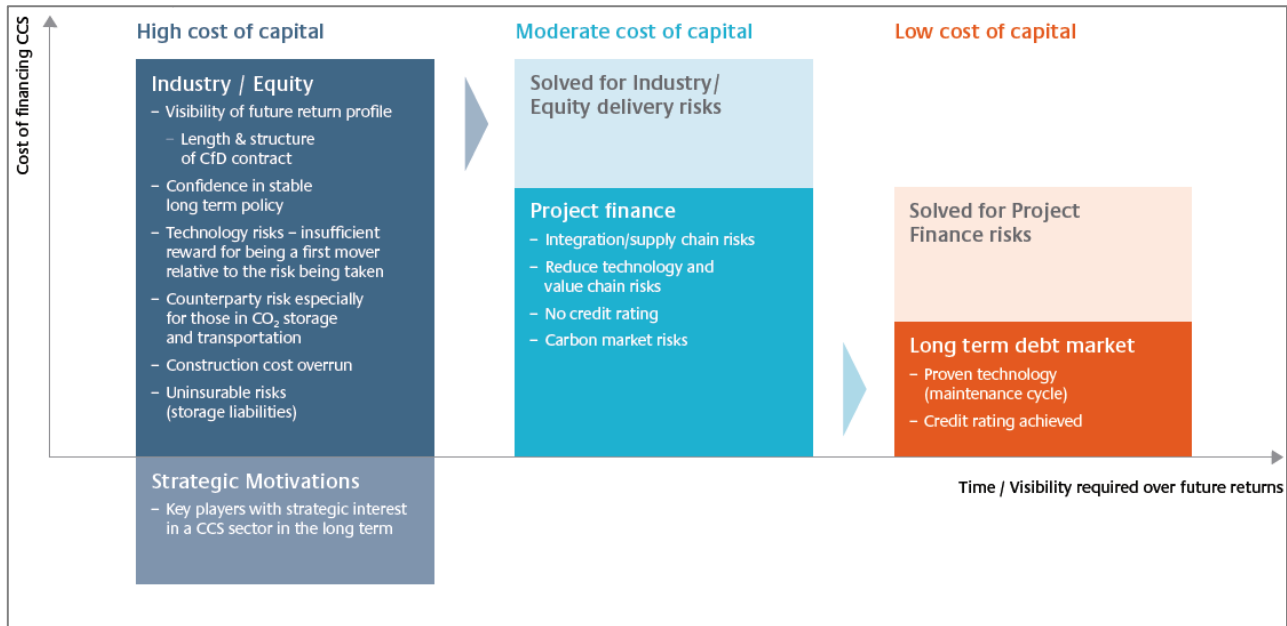 Cost of financing CCS
High cost of capital
Industry / Equity
– Visibility of future return profile
– Length & structure
of CfD contract
– Confidence in stable
long term policy
– Technology risks – insufficient
reward for being a first mover
relative to the risk being taken
– Counterparty risk especially
for those in CO₂ storage
and transportation
– Construction cost overrun
– Uninsurable risks
(storage liabilities)
Strategic Motivations
– Key players with strategic interest
in a CCS sector in the long term
Moderate cost of capital
Solved for Industry/
Equity delivery risks
Project finance
– Integration/supply chain risks
– Reduce technology and
value chain risks
– No credit rating
– Carbon market risks
Low cost of capital
Solved for Project
Finance risks
Long term debt market
– Proven technology
(maintenance cycle)
– Credit rating achieved
Time / Visibility required over future returns